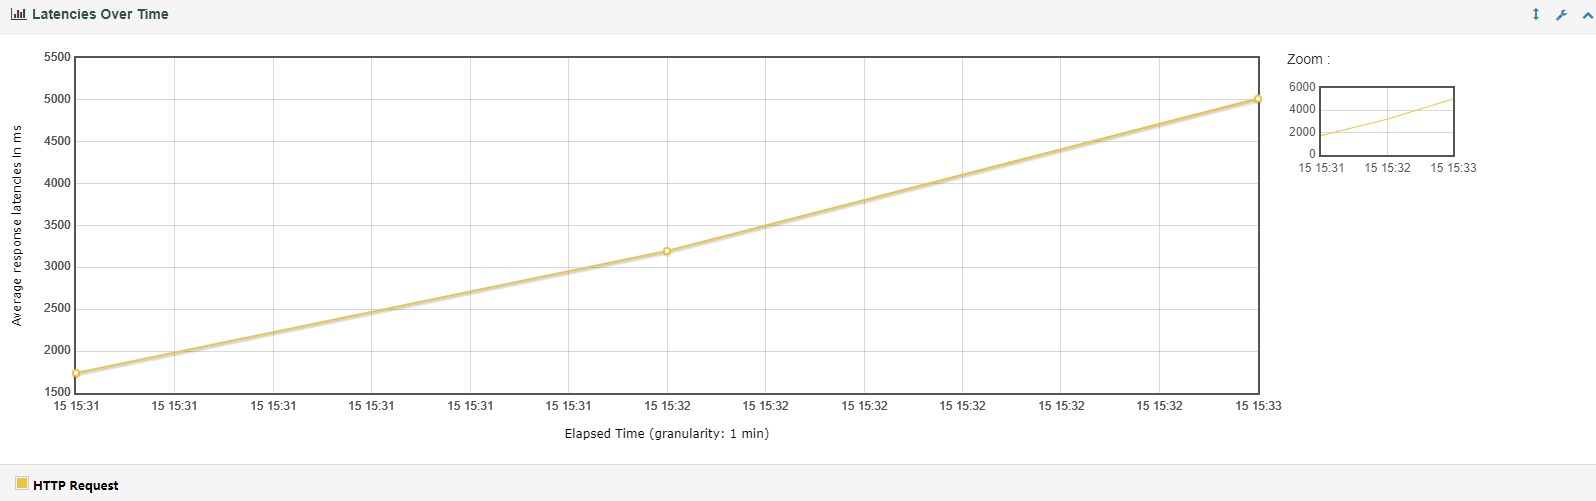 Latencies Over Time
Zoom :
5500
5000
4500
4000
3500
3000
2500
2000
1500
Average response latencies in ms
15 15:31 15 15:31 15 15:31 15 15:31 15 15:31 15 15:31 15 15:32 15 15:32 15 15:32 15 15:32 15 15:32 15 15:32 15 15:33
Elapsed Time (granularity: 1 min)
6000
4000
2000
0
15 15:31 15 15:32 15 15:33
HTTP Request